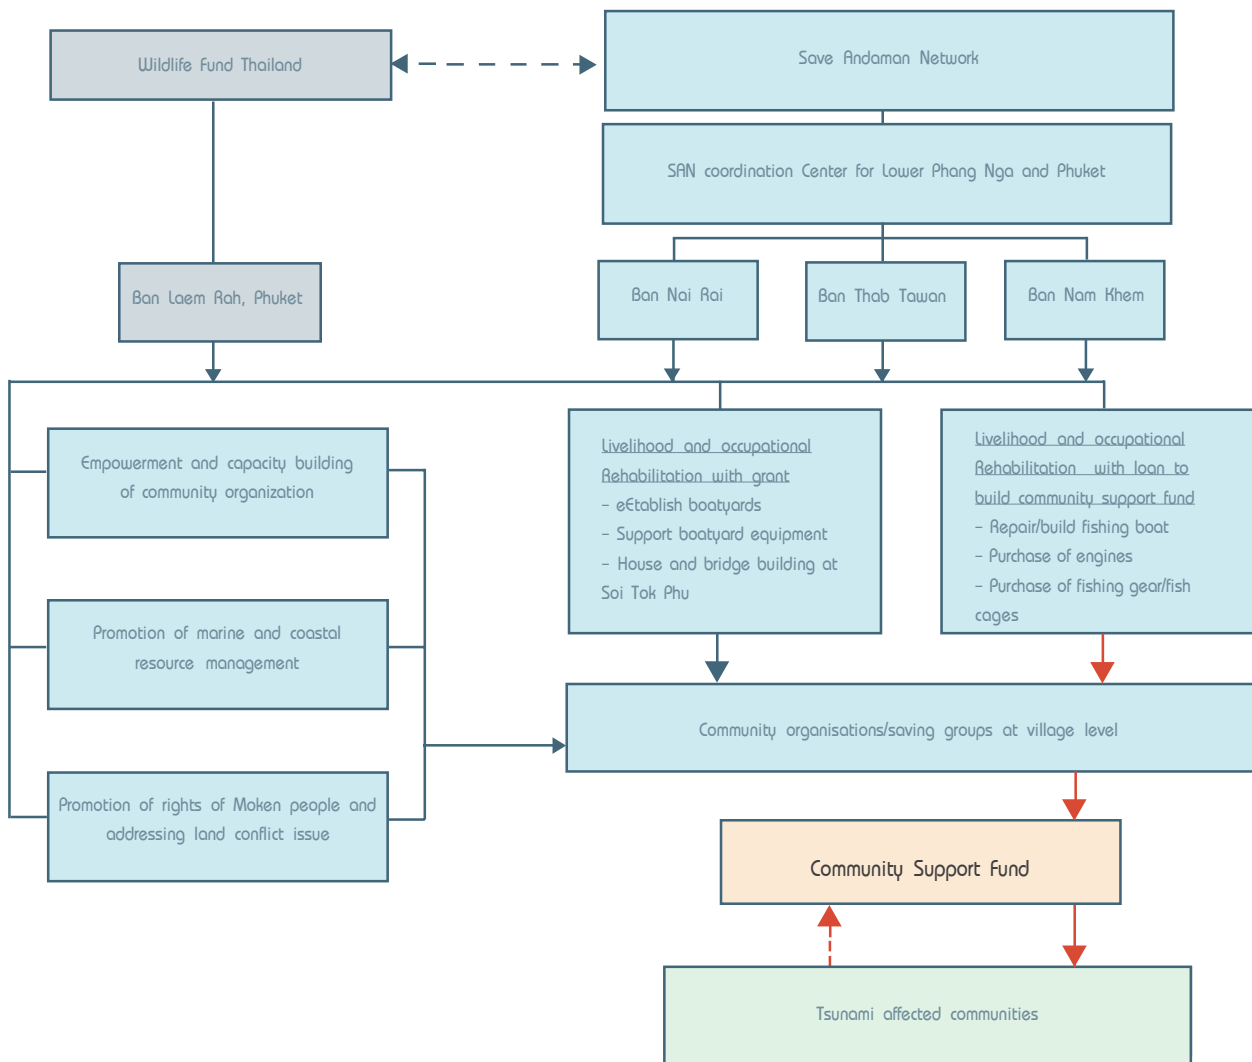 Wildlife Fund Thailand
Save Andaman Network
SAN coordination Center for Lower Phang Nga and Phuket
Ban Laem Rah, Phuket
Ban Nai Rai
Ban Thab Tawan
Ban Nam Khem
Empowerment and capacity building
of community organization
Promotion of marine and coastal
resource management
Promotion of rights of Moken people and
addressing land conflict issue
Livelihood and occupational
Rehabilitation with grant
- eEtablish boatyards
- Support boatyard equipment
- House and bridge building at
Soi Tok Phu
Livelihood and occupational
Rehabilitation with loan to
build community support fund
- Repair/build fishing boat
- Purchase of engines
- Purchase of fishing gear/fish
cages
Community organisations/saving groups at village level
Community Support Fund
Tsunami affected communities